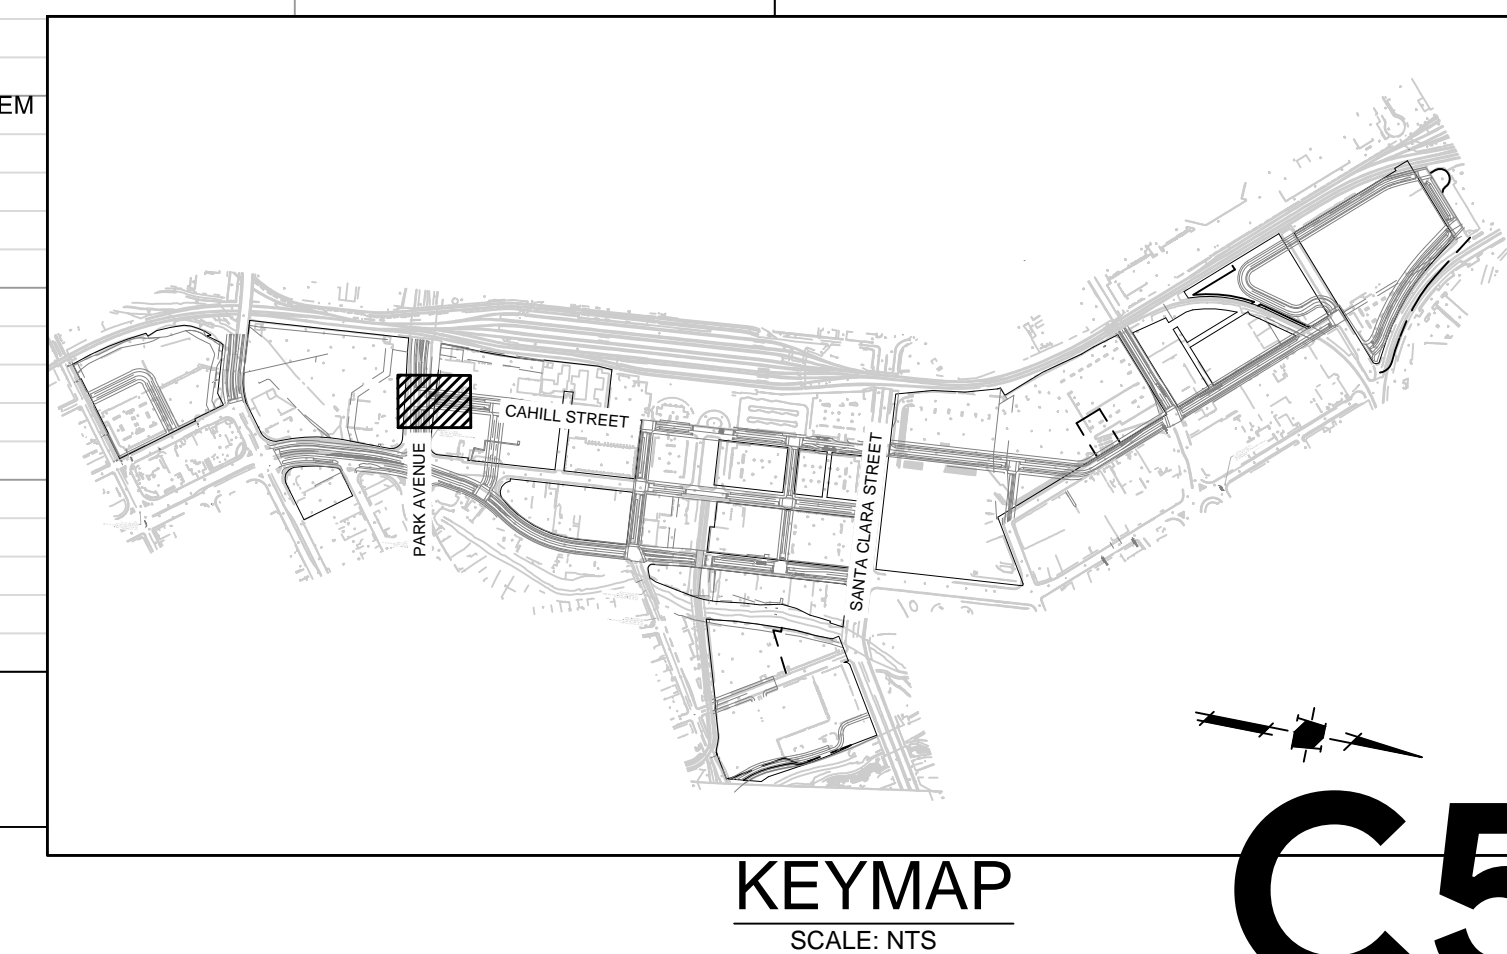 EM
CAHILL STREET
PARK AVENUE
SANTA CLARA STREET
KEYMAP
SCALE: NTS
C5